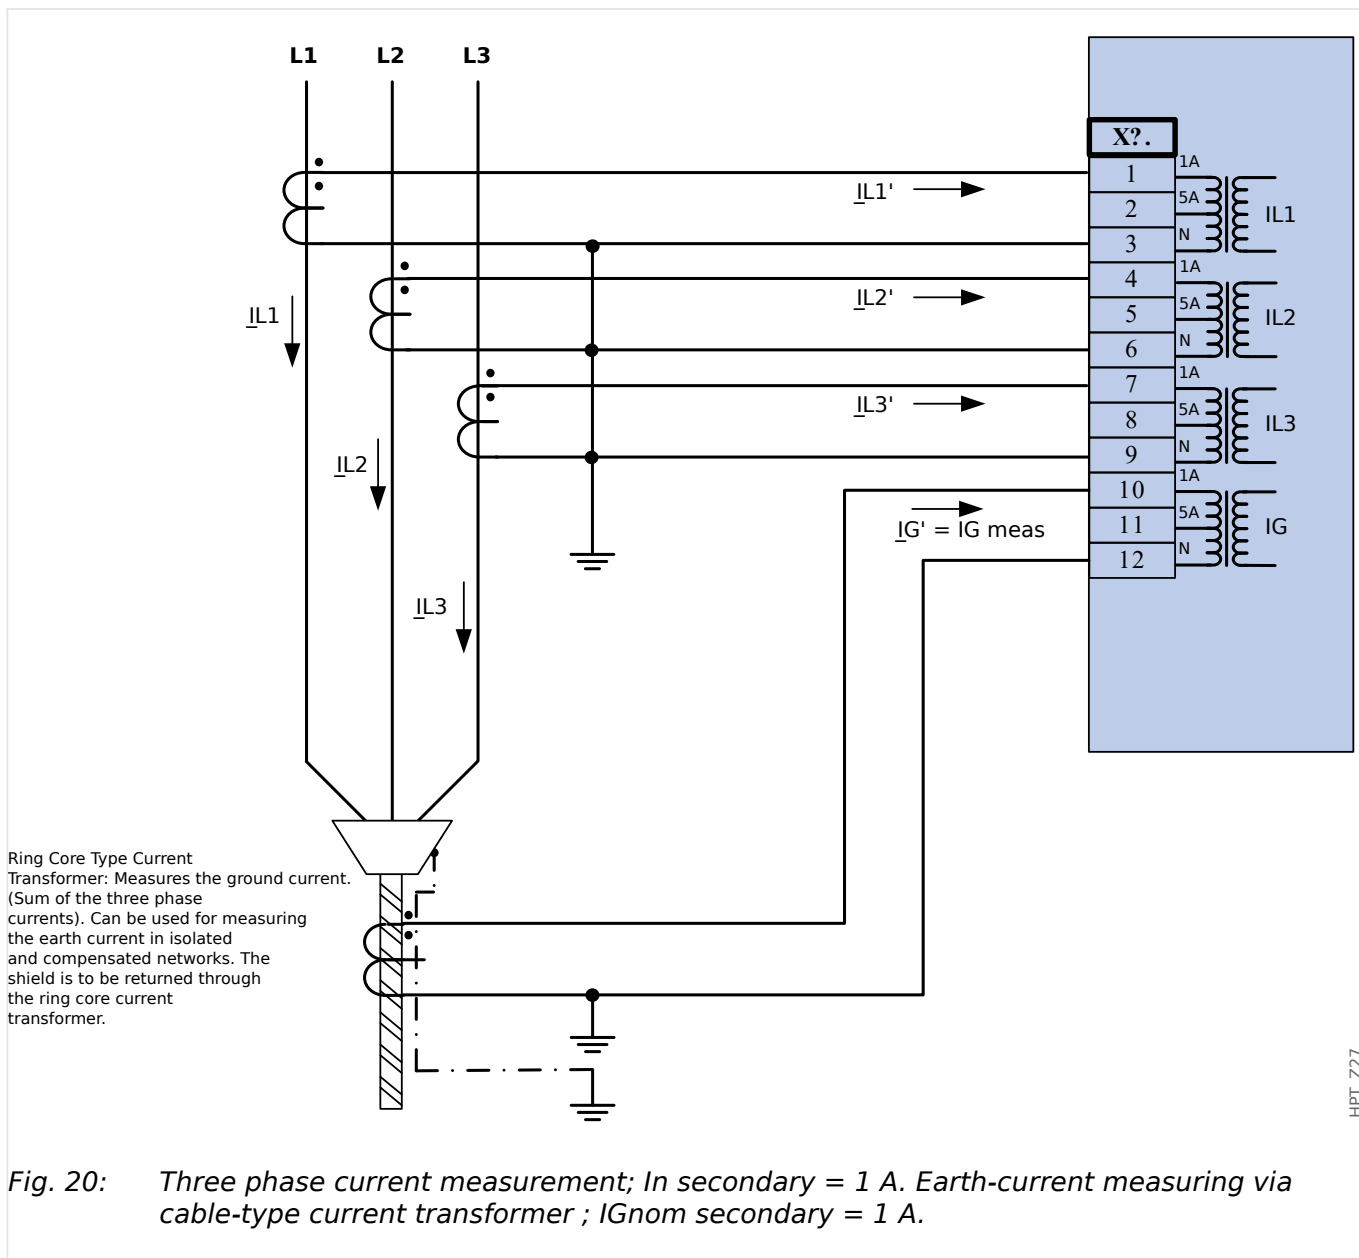 L1 L2 L3
X?.
1 1A
2 5A IL1
3 N
4 1A
5 5A IL2
6 N
7 1A
8 5A IL3
9 N
10 1A
11 5A IG
12 N
IL1'
IL2'
IL3'
IG' = IG meas
IL1
IL2
IL3
Ring Core Type Current
Transformer: Measures the ground current.
(Sum of the three phase
currents). Can be used for measuring
the earth current in isolated
and compensated networks. The
shield is to be returned through
the ring core current
transformer.
HPT_Z27
Fig. 20: Three phase current measurement; In secondary = 1 A. Earth-current measuring via
cable-type current transformer ; IGnom secondary = 1 A.